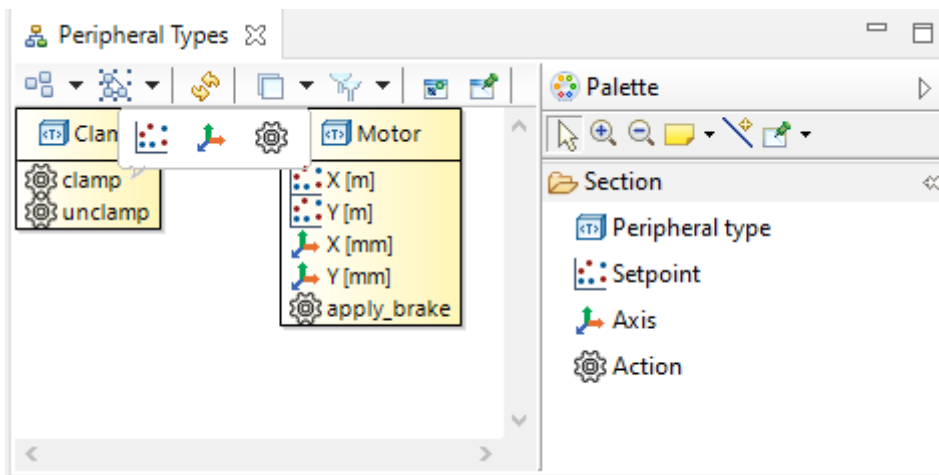 Peripheral Types
Palette
Clam
Motor
clamp
unclamp
X [m]
Y [m]
X [mm]
Y [mm]
apply_brake
Section
Peripheral type
Setpoint
Axis
Action